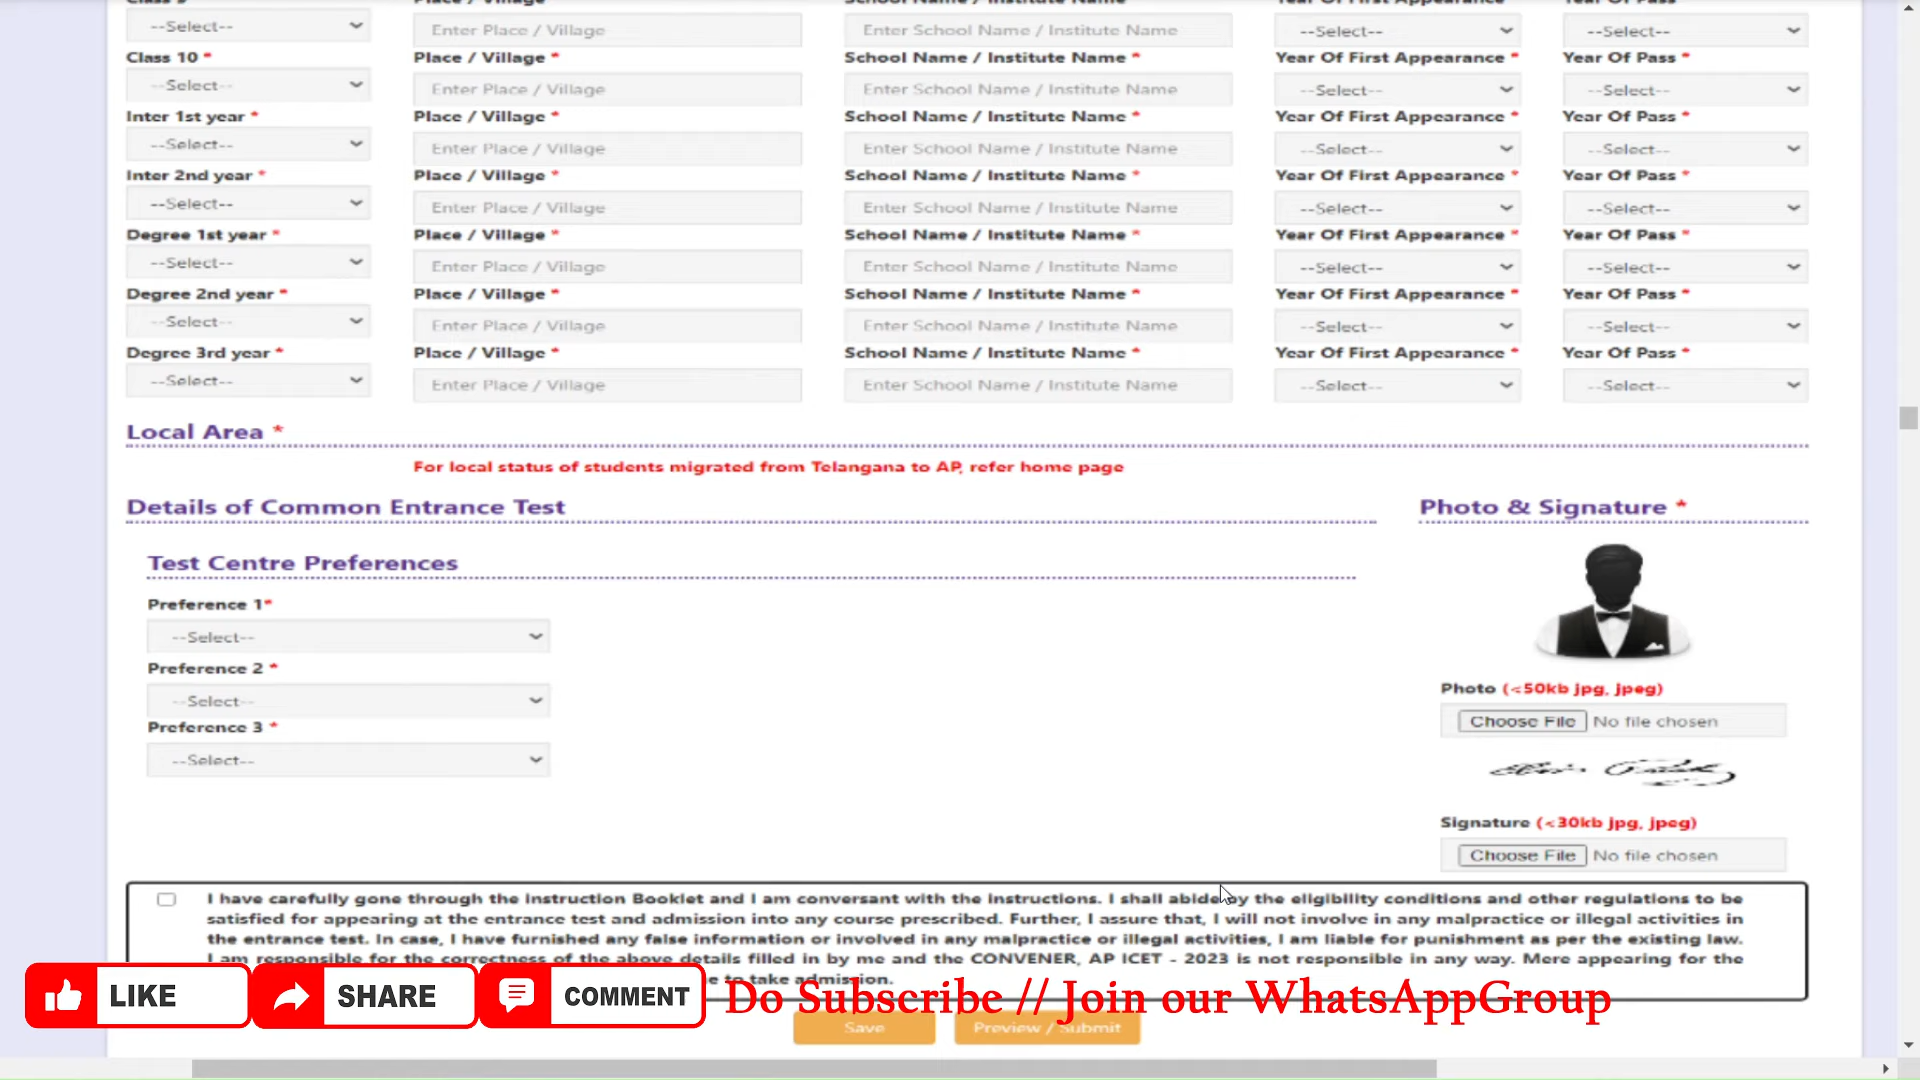 --Select-- Enter Place / Village Enter School Name / Institute Name --Select-- --Select--
Class 10 * Place / Village * School Name / Institute Name * Year Of First Appearance * Year Of Pass *
--Select-- Enter Place / Village Enter School Name / Institute Name --Select-- --Select--
Inter 1st year * Place / Village * School Name / Institute Name * Year Of First Appearance * Year Of Pass *
--Select-- Enter Place / Village Enter School Name / Institute Name --Select-- --Select--
Inter 2nd year * Place / Village * School Name / Institute Name * Year Of First Appearance * Year Of Pass *
--Select-- Enter Place / Village Enter School Name / Institute Name --Select-- --Select--
Degree 1st year * Place / Village * School Name / Institute Name * Year Of First Appearance * Year Of Pass *
--Select-- Enter Place / Village Enter School Name / Institute Name --Select-- --Select--
Degree 2nd year * Place / Village * School Name / Institute Name * Year Of First Appearance * Year Of Pass *
--Select-- Enter Place / Village Enter School Name / Institute Name --Select-- --Select--
Degree 3rd year * Place / Village * School Name / Institute Name * Year Of First Appearance * Year Of Pass *
--Select-- Enter Place / Village Enter School Name / Institute Name --Select-- --Select--
Local Area *
For local status of students migrated from Telangana to AP, refer home page
Details of Common Entrance Test
Test Centre Preferences
Preference 1*
--Select--
Preference 2 *
--Select--
Preference 3 *
--Select--
Photo & Signature *
Photo (<50kb jpg, jpeg)
Choose File No file chosen
Signature (<30kb jpg, jpeg)
Choose File No file chosen
I have carefully gone through the Instruction Booklet and I am conversant with the instructions. I shall abide by the eligibility conditions and other regulations to be
satisfied for appearing at the entrance test and admission into any course prescribed. Further, I assure that, I will not involve in any malpractice or illegal activities in
the entrance test. In case, I have furnished any false information or involved in any malpractice or illegal activities, I am liable for punishment as per the existing law.
I am responsible for the correctness of the above details filled in by me and the CONVENER, AP ICET - 2023 is not responsible in any way. Mere appearing for the
to take admission.
LIKE SHARE COMMENT Do Subscribe // Join our WhatsAppGroup
Save Preview / Submit